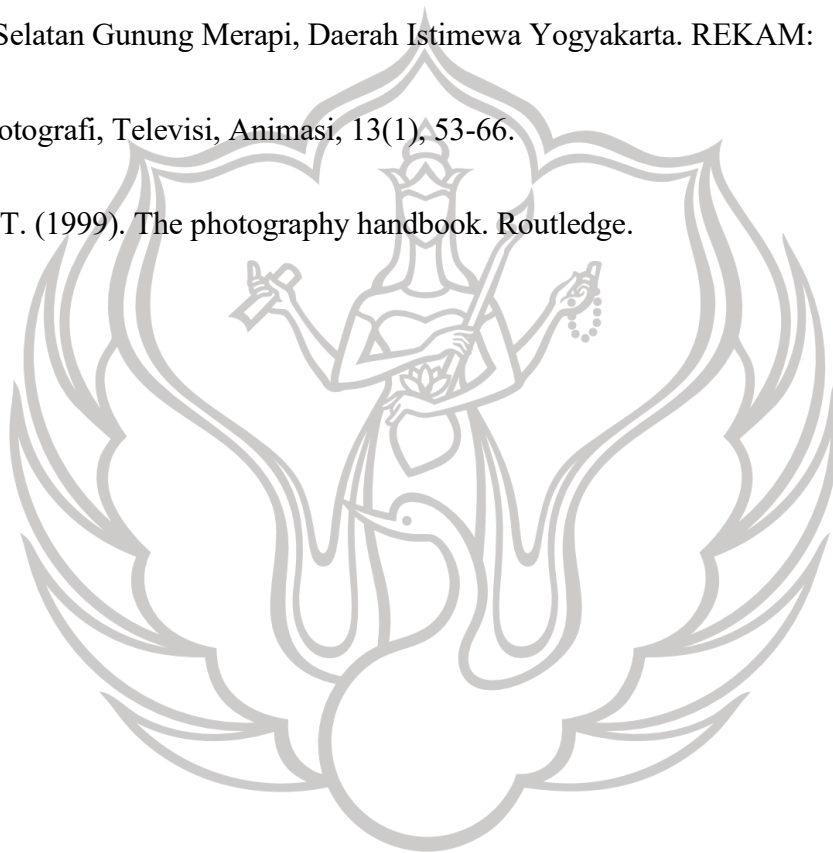 Selatan Gunung Merapi, Daerah Istimewa Yogyakarta. REKAM:
otografi, Televisi, Animasi, 13(1), 53-66.
T. (1999). The photography handbook. Routledge.